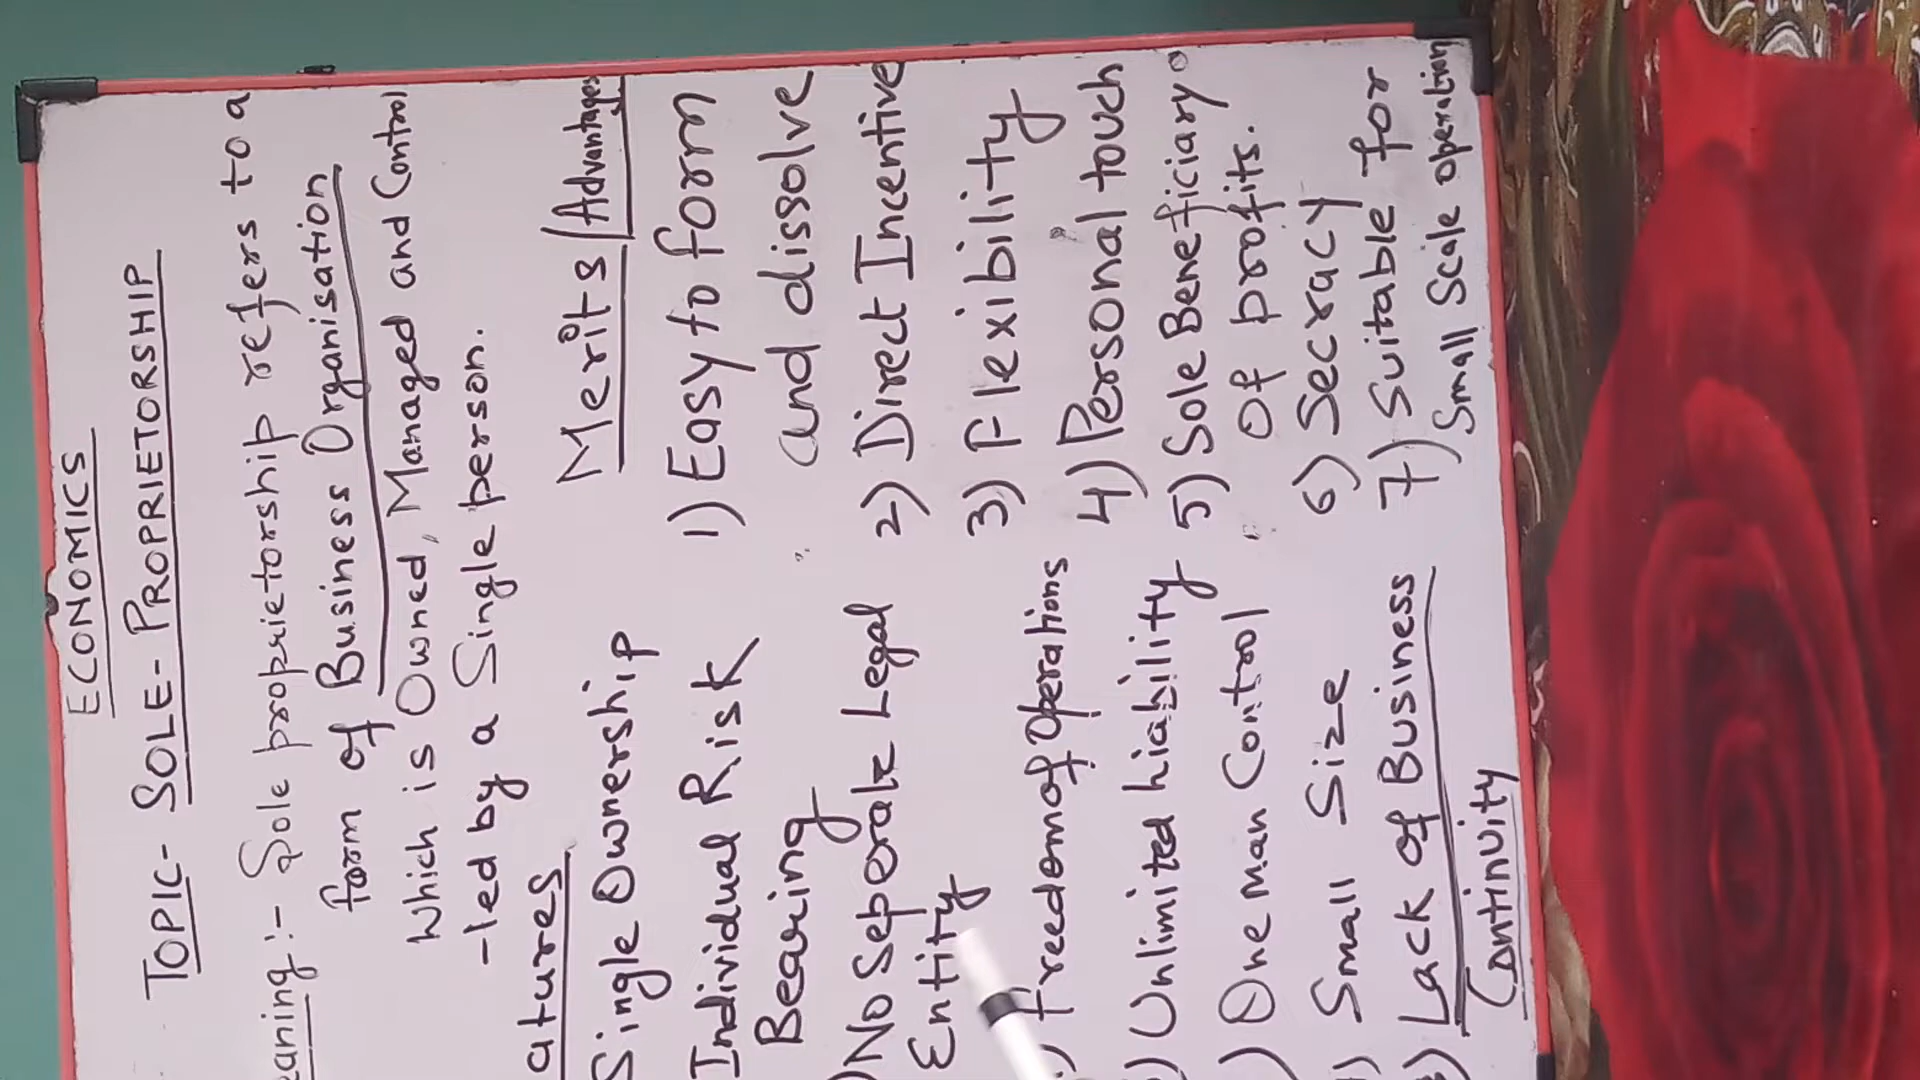 ECONOMICS
TOPIC- SOLE-PROPRIETORSHIP
eaning:- Sole proprietorship refers to a
form of Business Organisation
which is Owned, Managed and Control
-led by a Single person.
atures
Single Ownership
Individual Risk
Bearing
) No Seperate Legal
Entity
) Freedom of Operations
) Unlimited liability
) One man Control
) Small Size
) Lack of Business
Continuity
Merits/Advantages
1) Easy to form
and dissolve
2) Direct Incentive
3) Flexibility
4) Personal touch
5) Sole Beneficiary
of profits.
6) Secracy
7) Suitable for
Small Scale operation